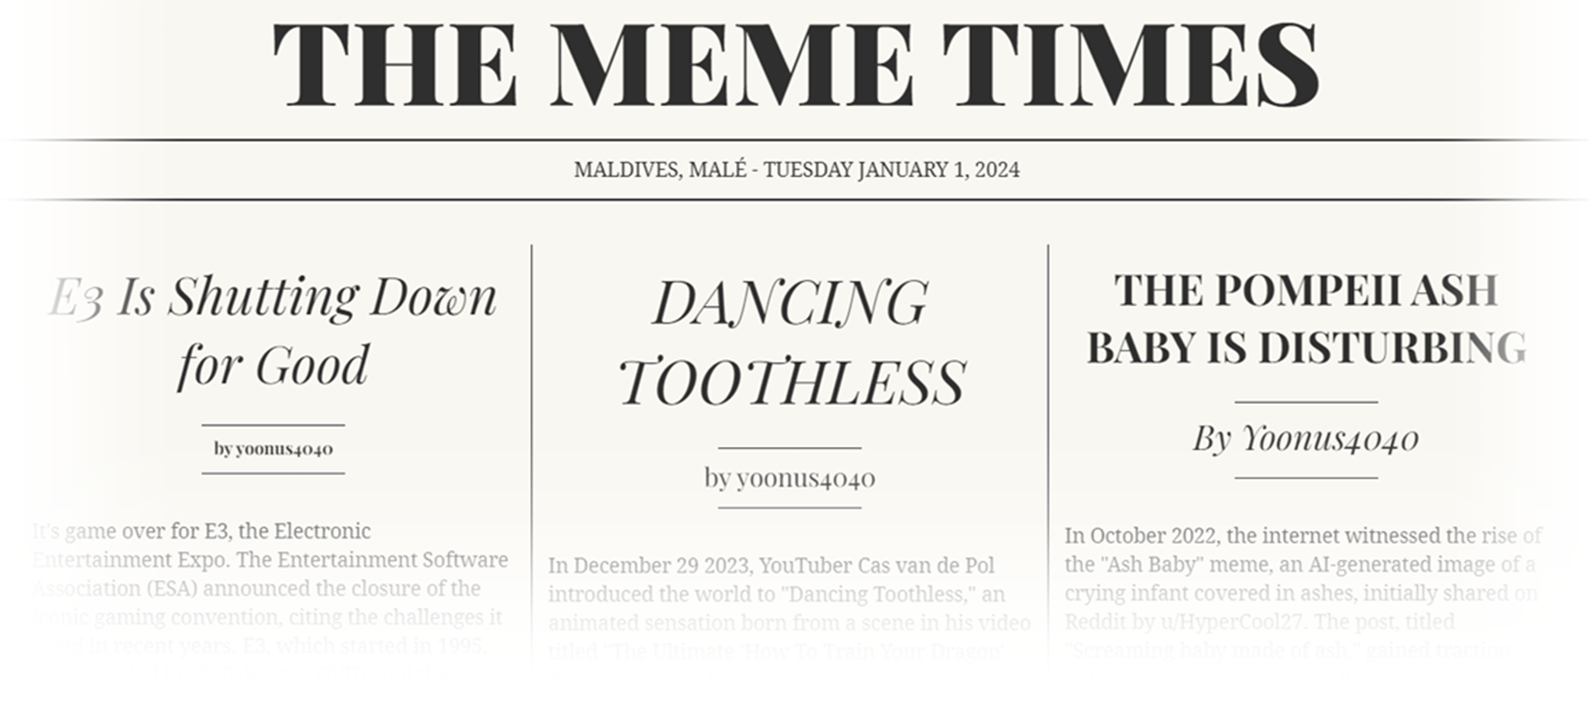 THE MEME TIMES
MALDIVES, MALÉ - TUESDAY JANUARY 1, 2024
E3 Is Shutting Down
for Good
by yoonus4040
It's game over for E3, the Electronic
Entertainment Expo. The Entertainment Software
Association (ESA) announced the closure of the
iconic gaming convention, citing the challenges it
in recent years. E3, which started in 1995,
DANCING
TOOTHLESS
by yoonus4040
In December 29 2023, YouTuber Cas van de Pol
introduced the world to "Dancing Toothless," an
animated sensation born from a scene in his video
titled "The Ultimate 'How To Train Your Dragon'
THE POMPEII ASH
BABY IS DISTURBING
By Yoonus4040
In October 2022, the internet witnessed the rise of
the "Ash Baby" meme, an AI-generated image of a
crying infant covered in ashes, initially shared on
Reddit by u/HyperCool27. The post, titled
"Screaming baby made of ash," gained traction